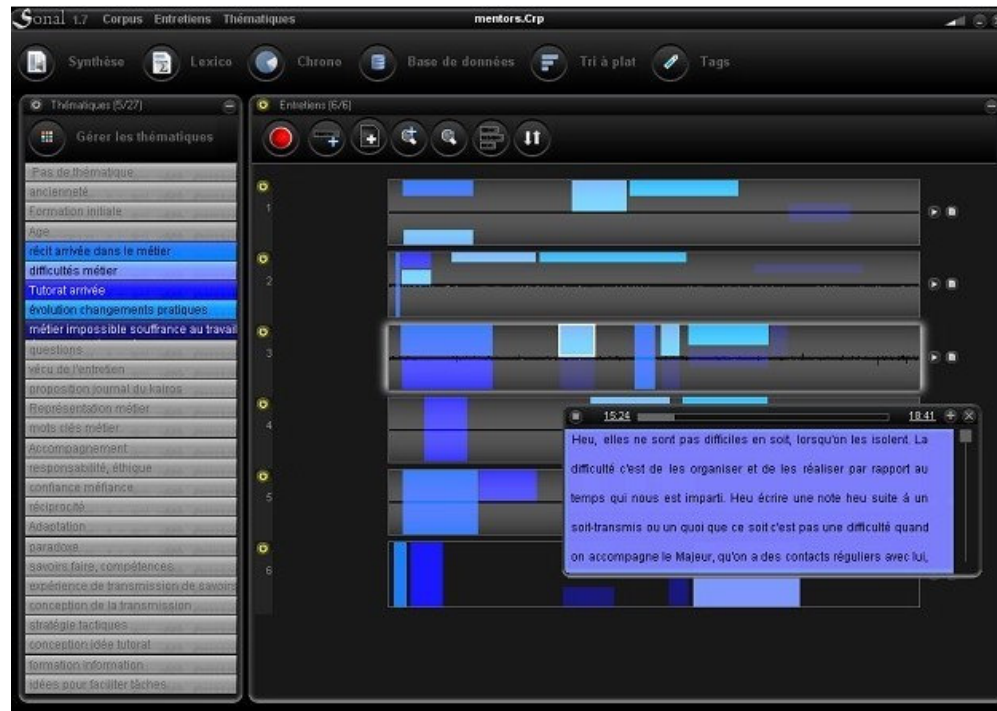 Sonal 1.7 Corpus Entretiens Thématiques mentors.Crp
Synthèse Lexico Chrono Base de données Tri à plat Tags
Thématiques (5/27)
Gérer les thématiques
Pas de thématique
ancienneté
Formation initiale
Age
récit arrivée dans le métier
difficultés métier
Tutorat arrivée
évolution changements pratiques
métier impossible souffrance au travail
questions
vécu de l'entretien
proposition journal du kairos
Représentation métier
mots clés métier
Accompagnement
responsabilité, éthique
confiance méfiance
réciprocité
Adaptation
paradoxe
savoirs faire, compétences
expérience de transmission de savoirs
conception de la transmission
stratégie tactiques
conception idée tutorat
formation information
idées pour faciliter tâches
Entretiens (6/6)
1
2
3
4
5
6
15:24 18:41
Heu, elles ne sont pas difficiles en soit, lorsqu'on les isolent. La
difficulté c'est de les organiser et de les réaliser par rapport au
temps qui nous est imparti. Heu écrire une note heu suite à un
soit-transmis ou un quoi que ce soit c'est pas une difficulté quand
on accompagne le Majeur, qu'on a des contacts réguliers avec lui,